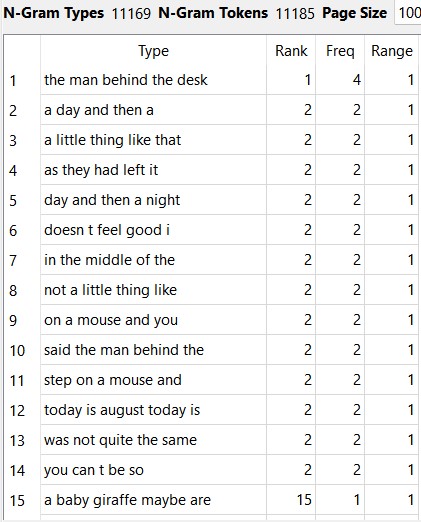 N-Gram Types 11169 N-Gram Tokens 11185 Page Size 100
Type Rank Freq Range
1 the man behind the desk 1 4 1
2 a day and then a 2 2 1
3 a little thing like that 2 2 1
4 as they had left it 2 2 1
5 day and then a night 2 2 1
6 doesn t feel good i 2 2 1
7 in the middle of the 2 2 1
8 not a little thing like 2 2 1
9 on a mouse and you 2 2 1
10 said the man behind the 2 2 1
11 step on a mouse and 2 2 1
12 today is august today is 2 2 1
13 was not quite the same 2 2 1
14 you can t be so 2 2 1
15 a baby giraffe maybe are 15 1 1